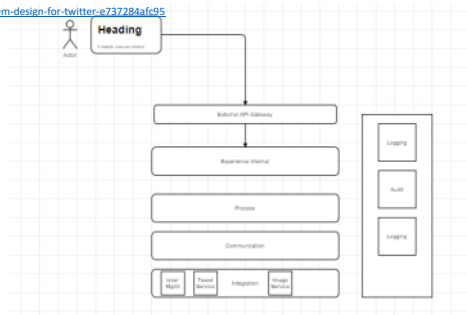 em-design-for-twitter-e737284afc95
Heading
Actor
External API Gateway
Experience Internal
Logging
Audit
Process
Logging
Communication
User
Mgmt
Tweet
Service
Integration
Image
Service